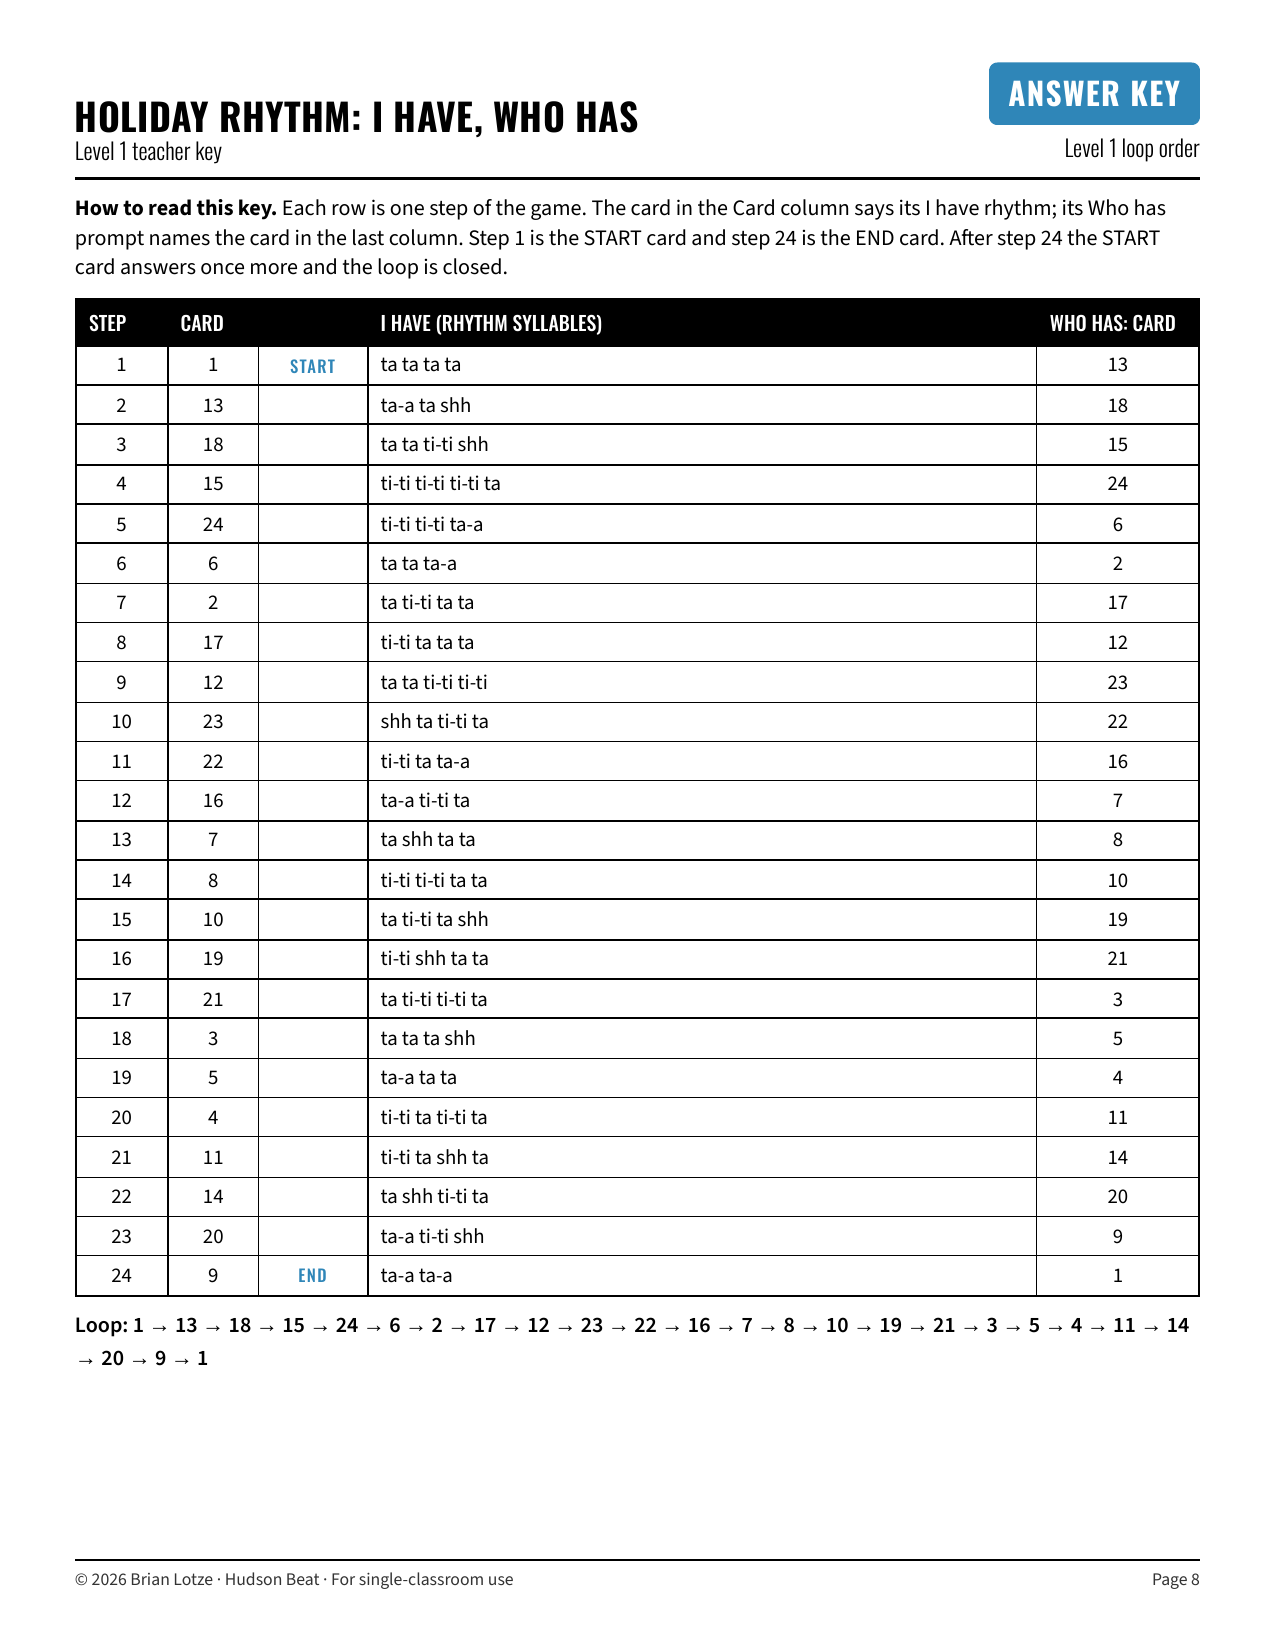 ANSWER KEY
HOLIDAY RHYTHM: I HAVE, WHO HAS
Level 1 teacher key
Level 1 loop order
How to read this key. Each row is one step of the game. The card in the Card column says its I have rhythm; its Who has
prompt names the card in the last column. Step 1 is the START card and step 24 is the END card. After step 24 the START
card answers once more and the loop is closed.
STEP CARD I HAVE (RHYTHM SYLLABLES) WHO HAS: CARD
1 1 START ta ta ta ta 13
2 13 ta-a ta shh 18
3 18 ta ta ti-ti shh 15
4 15 ti-ti ti-ti ti-ti ta 24
5 24 ti-ti ti-ti ta-a 6
6 6 ta ta ta-a 2
7 2 ta ti-ti ta ta 17
8 17 ti-ti ta ta ta 12
9 12 ta ta ti-ti ti-ti 23
10 23 shh ta ti-ti ta 22
11 22 ti-ti ta ta-a 16
12 16 ta-a ti-ti ta 7
13 7 ta shh ta ta 8
14 8 ti-ti ti-ti ta ta 10
15 10 ta ti-ti ta shh 19
16 19 ti-ti shh ta ta 21
17 21 ta ti-ti ti-ti ta 3
18 3 ta ta ta shh 5
19 5 ta-a ta ta 4
20 4 ti-ti ta ti-ti ta 11
21 11 ti-ti ta shh ta 14
22 14 ta shh ti-ti ta 20
23 20 ta-a ti-ti shh 9
24 9 END ta-a ta-a 1
Loop: 1 → 13 → 18 → 15 → 24 → 6 → 2 → 17 → 12 → 23 → 22 → 16 → 7 → 8 → 10 → 19 → 21 → 3 → 5 → 4 → 11 → 14
→ 20 → 9 → 1
© 2026 Brian Lotze · Hudson Beat · For single-classroom use
Page 8